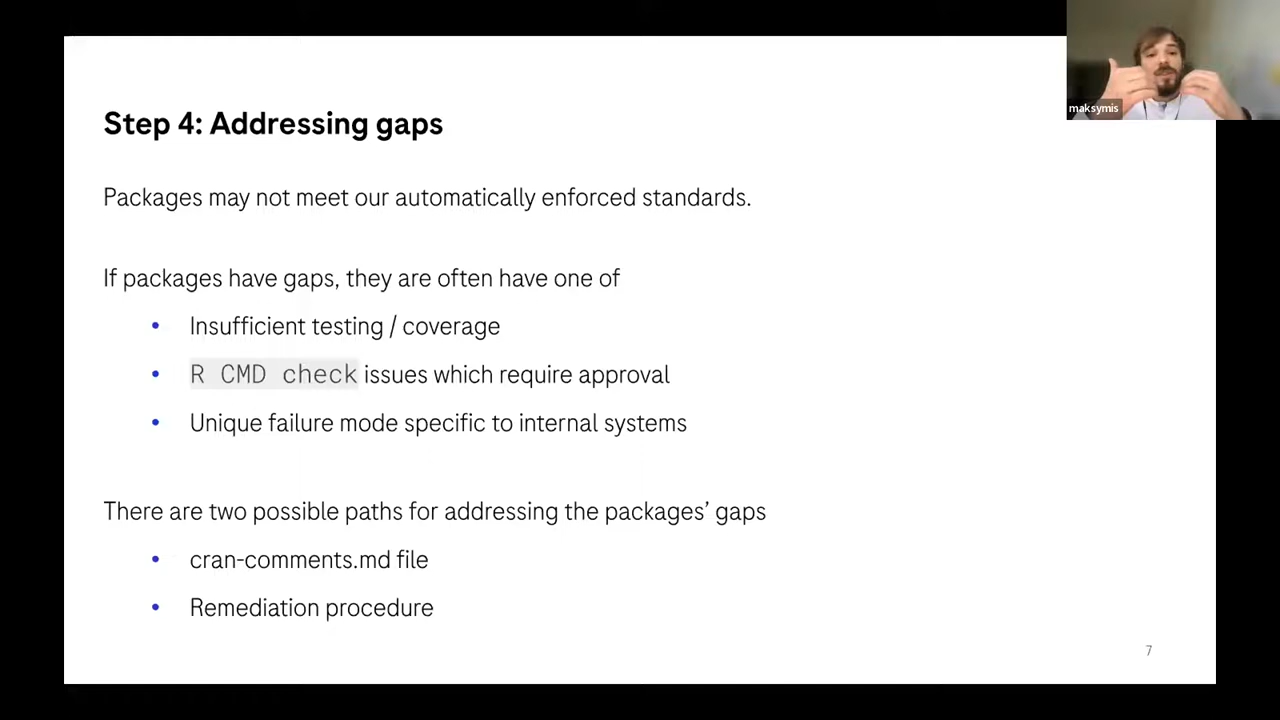 maksymis
Step 4: Addressing gaps
Packages may not meet our automatically enforced standards.
If packages have gaps, they are often have one of
• Insufficient testing / coverage
• R CMD check issues which require approval
• Unique failure mode specific to internal systems
There are two possible paths for addressing the packages’ gaps
• cran-comments.md file
• Remediation procedure
7